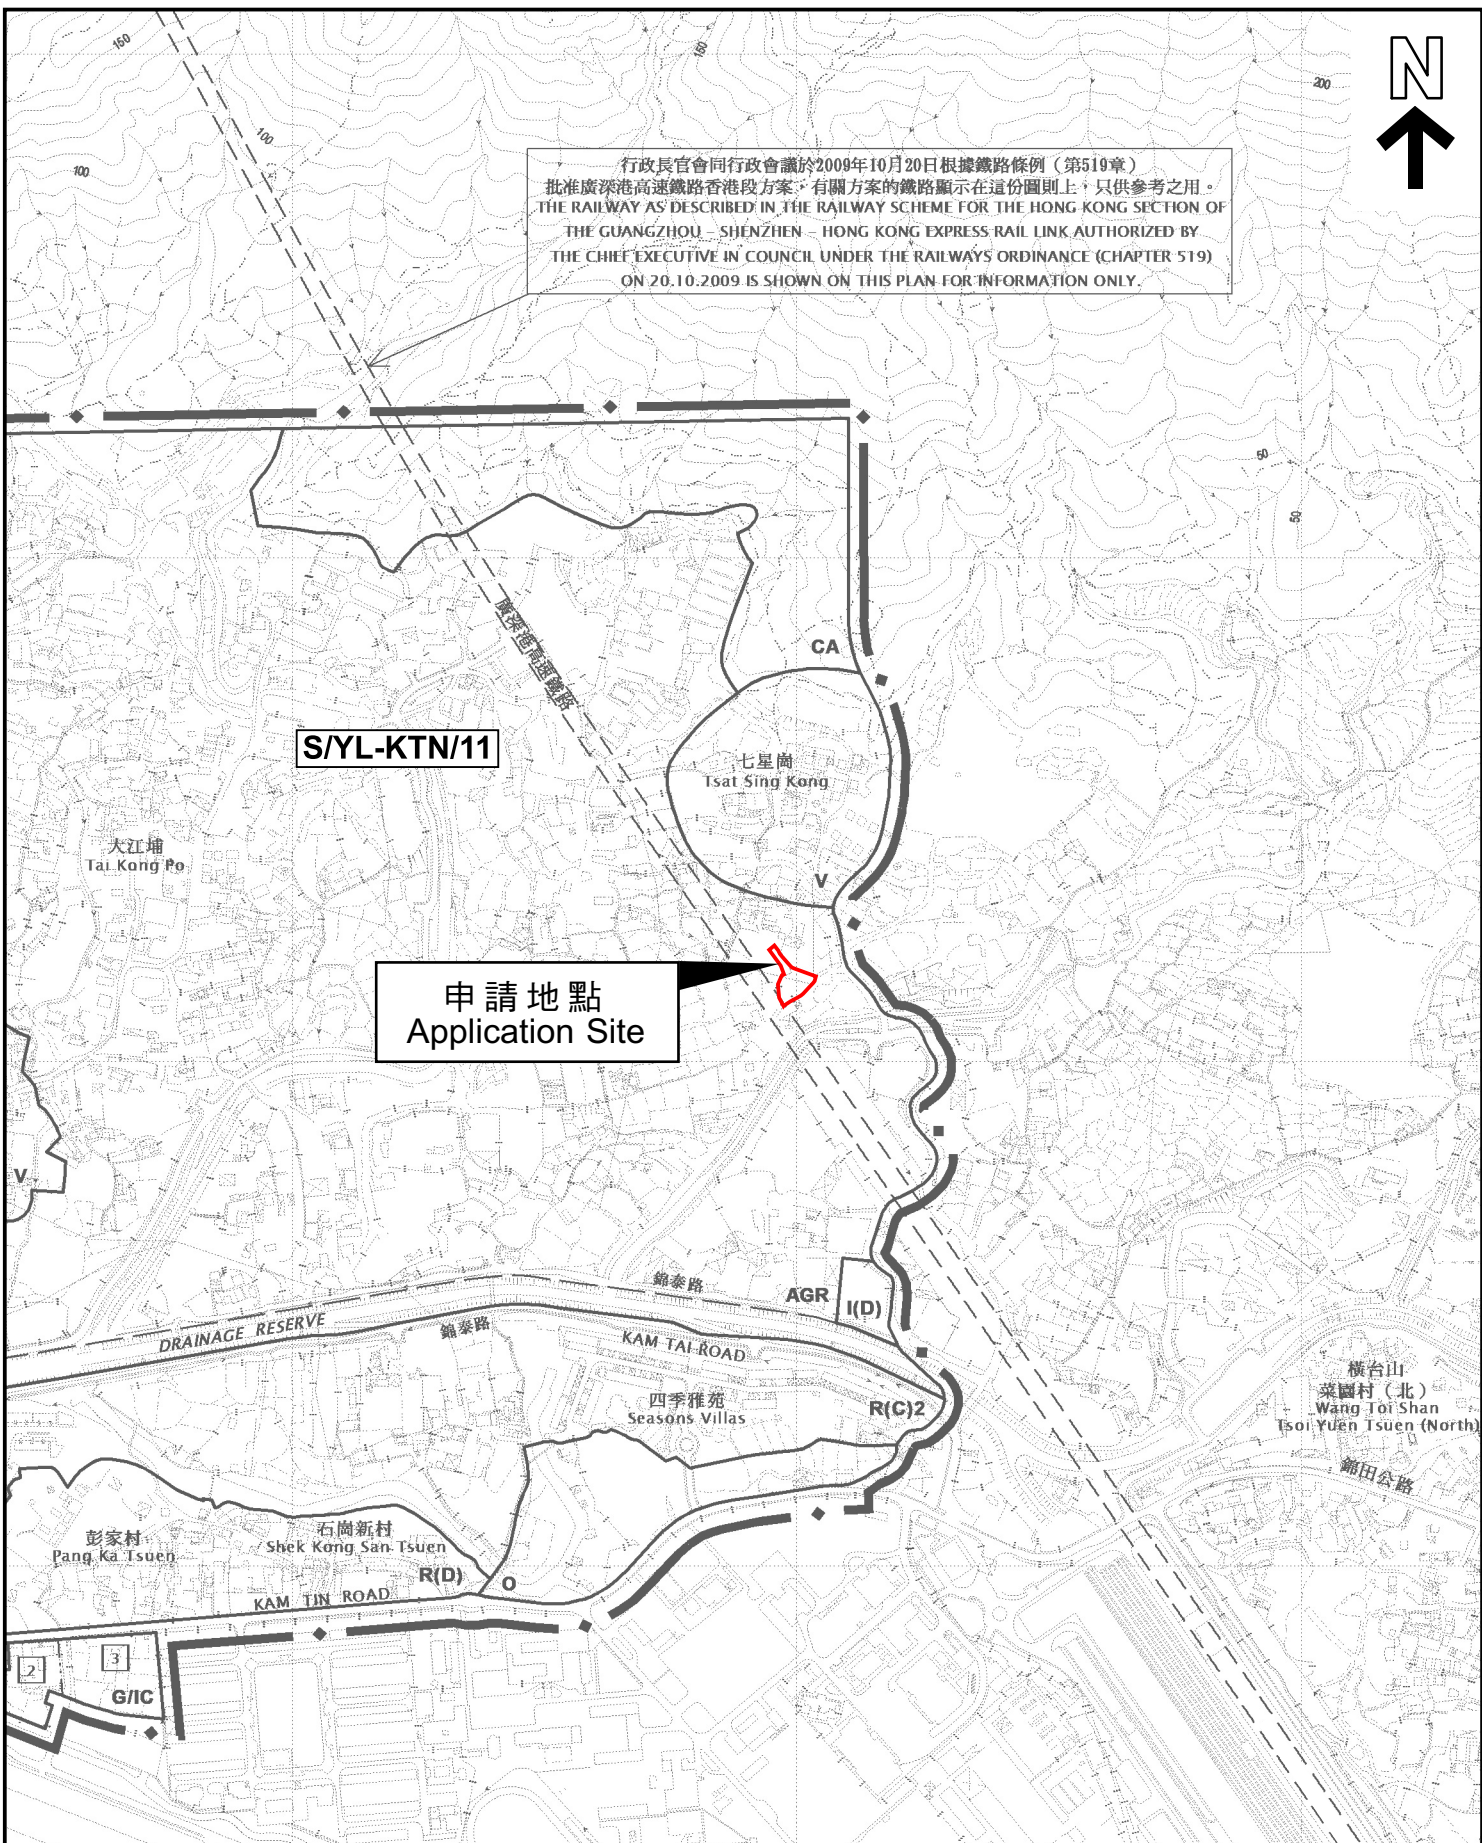 150
150
200
N
100
100
行政長官會同行政會議於2009年10月20日根據鐵路條例（第519章）
批准廣深港高速鐵路香港段方案，有關方案的鐵路顯示在這份圖則上，只供參考之用。
THE RAILWAY AS DESCRIBED IN THE RAILWAY SCHEME FOR THE HONG KONG SECTION OF
THE GUANGZHOU – SHENZHEN – HONG KONG EXPRESS RAIL LINK AUTHORIZED BY
THE CHIEF EXECUTIVE IN COUNCIL UNDER THE RAILWAYS ORDINANCE (CHAPTER 519)
ON 20.10.2009 IS SHOWN ON THIS PLAN FOR INFORMATION ONLY.
50
50
廣深港高速鐵路
CA
S/YL-KTN/11
七星崗
Tsat Sing Kong
大江埔
Tai Kong Po
V
申請地點
Application Site
V
錦泰路
AGR
I(D)
DRAINAGE RESERVE
錦泰路
KAM TAI ROAD
四季雅苑
Seasons Villas
R(C)2
橫台山
菜園村（北）
Wang Toi Shan
Tsoi Yuen Tsuen (North)
錦田公路
彭家村
Pang Ka Tsuen
石崗新村
Shek Kong San Tsuen
R(D)
O
KAM TIN ROAD
2
3
G/IC